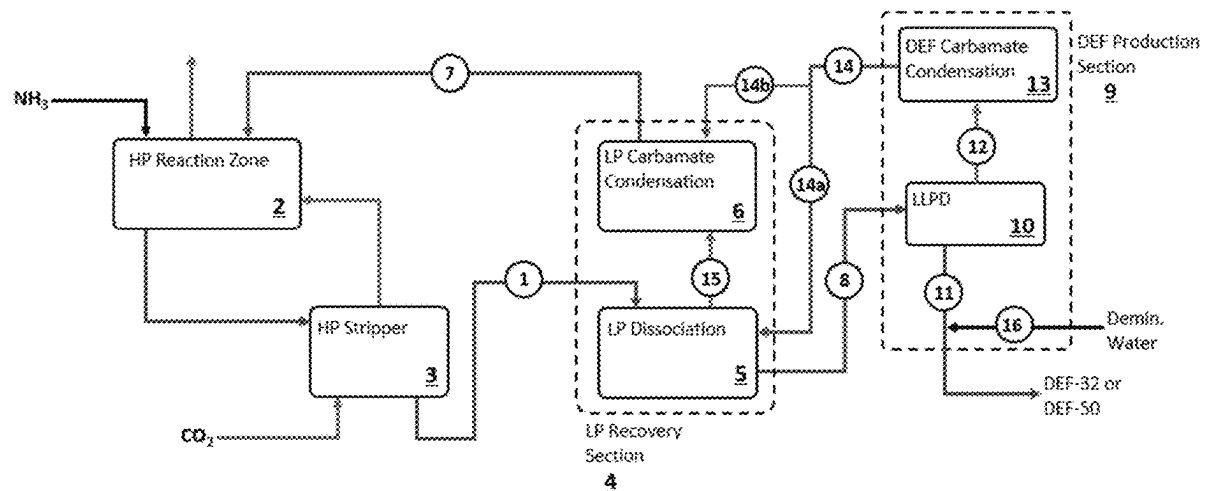 NH3
HP Reaction Zone
2
HP Stripper
3
CO2
7
1
LP Carbamate
Condensation
6
15
LP Dissociation
5
LP Recovery
Section
4
14b
14
14a
8
DEF Carbamate
Condensation
13
DEF Production
Section
9
12
LLPD
10
11
16
Demin.
Water
DEF-32 or
DEF-50